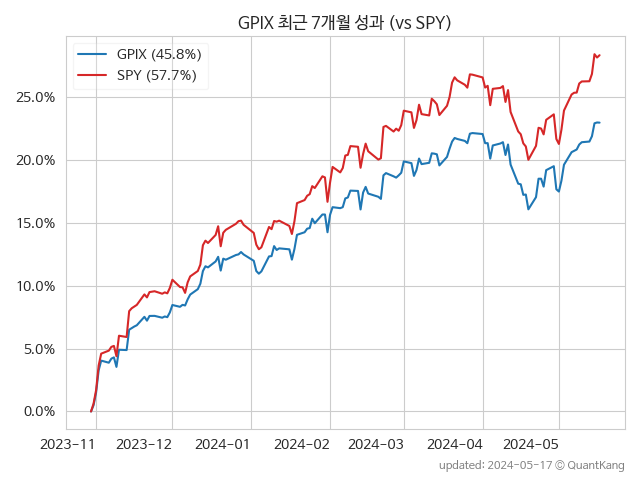 GPIX 최근 7개월 성과 (vs SPY)
GPIX (45.8%)
SPY (57.7%)
25.0%
20.0%
15.0%
10.0%
5.0%
0.0%
2023-11 2023-12 2024-01 2024-02 2024-03 2024-04 2024-05
updated: 2024-05-17 © QuantKang